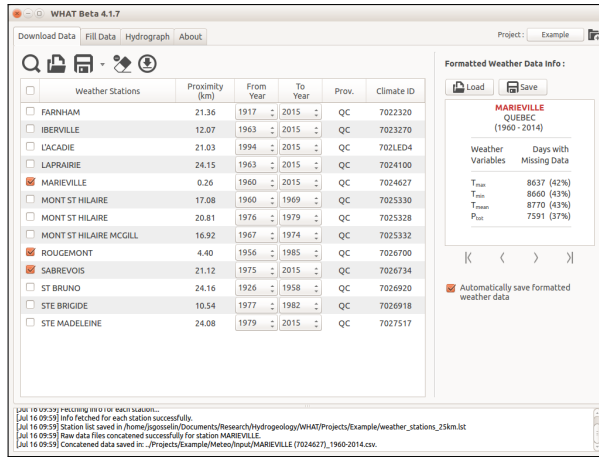 WHAT Beta 4.1.7
Download Data Fill Data Hydrograph About
Project : Example
Weather Stations Proximity (km) From Year To Year Prov. Climate ID
FARNHAM 21.36 1917 2015 QC 7022320
IBERVILLE 12.07 1963 2015 QC 7023270
L'ACADIE 21.03 1994 2015 QC 702LED4
LAPRAIRIE 24.15 1963 2015 QC 7024100
MARIEVILLE 0.26 1960 2015 QC 7024627
MONT ST HILAIRE 17.08 1960 1969 QC 7025330
MONT ST HILAIRE 20.81 1976 1979 QC 7025328
MONT ST HILAIRE MCGILL 16.92 1967 1974 QC 7025332
ROUGEMONT 4.40 1956 1985 QC 7026700
SABREVOIS 21.12 1975 2015 QC 7026734
ST BRUNO 24.16 1926 1958 QC 7026920
STE BRIGIDE 10.54 1977 1982 QC 7026918
STE MADELEINE 24.08 1979 2015 QC 7027517
Formatted Weather Data Info :
Load Save
MARIEVILLE
QUEBEC
(1960 - 2014)
Weather Days with
Variables Missing Data
Tmax 8637 (42%)
Tmin 8660 (43%)
Tmean 8770 (43%)
Ptot 7591 (37%)
Automatically save formatted
weather data
[Jul 16 09:59] Fetching info for each station...
[Jul 16 09:59] Info fetched for each station successfully.
[Jul 16 09:59] Station list saved in /home/jsgosselin/Documents/Research/Hydrogeology/WHAT/Projects/Example/weather_stations_25km.lst
[Jul 16 09:59] Raw data files concatened successfully for station MARIEVILLE.
[Jul 16 09:59] Concatened data saved in: ../Projects/Example/Meteo/Input/MARIEVILLE (7024627)_1960-2014.csv.